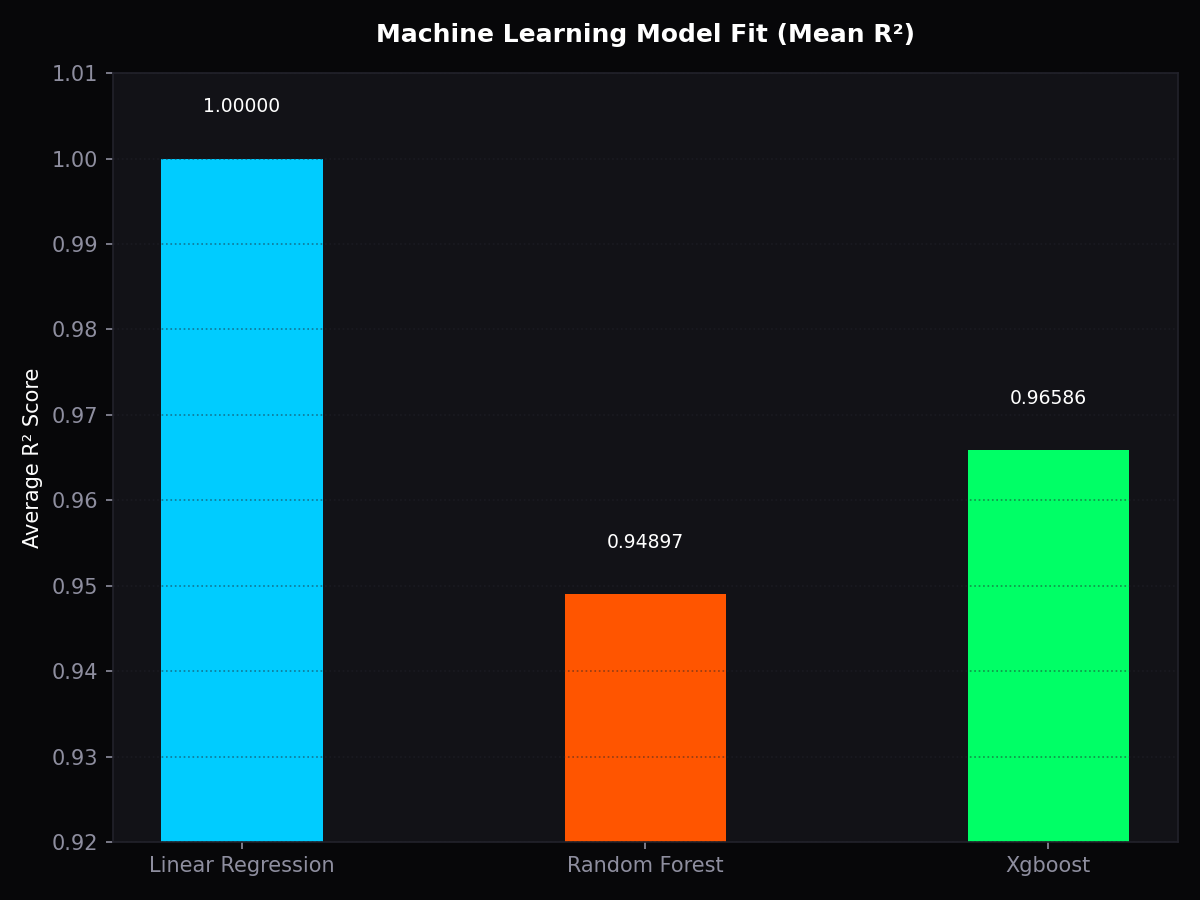 Machine Learning Model Fit (Mean R²)
Average R² Score
1.01
1.00
0.99
0.98
0.97
0.96
0.95
0.94
0.93
0.92
1.00000
0.94897
0.96586
Linear Regression
Random Forest
Xgboost